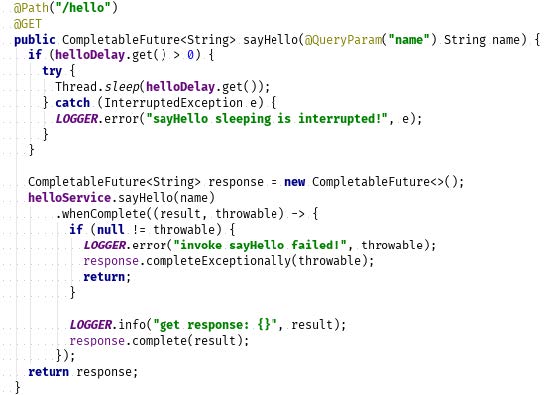 @Path("/hello")
@GET
public CompletableFuture<String> sayHello(@QueryParam("name") String name) {
if (helloDelay.get() > 0) {
try {
Thread.sleep(helloDelay.get());
} catch (InterruptedException e) {
LOGGER.error("sayHello sleeping is interrupted!", e);
}
}
CompletableFuture<String> response = new CompletableFuture<>();
helloService.sayHello(name)
.whenComplete((result, throwable) -> {
if (null != throwable) {
LOGGER.error("invoke sayHello failed!", throwable);
response.completeExceptionally(throwable);
return;
}
LOGGER.info("get response: {}", result);
response.complete(result);
});
return response;
}